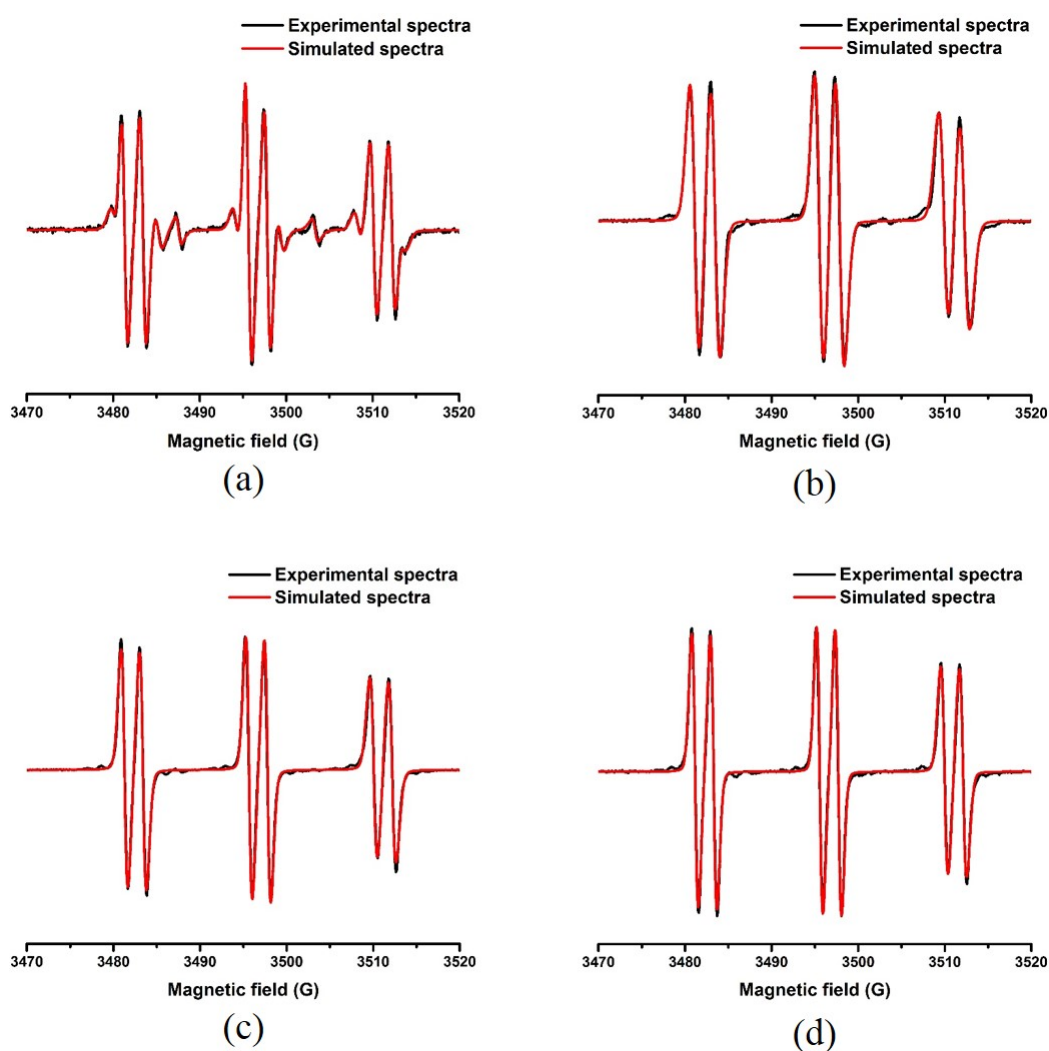 Experimental spectra
Simulated spectra
3470 3480 3490 3500 3510 3520
Magnetic field (G)
(a)
Experimental spectra
Simulated spectra
3470 3480 3490 3500 3510 3520
Magnetic field (G)
(b)
Experimental spectra
Simulated spectra
3470 3480 3490 3500 3510 3520
Magnetic field (G)
(c)
Experimental spectra
Simulated spectra
3470 3480 3490 3500 3510 3520
Magnetic field (G)
(d)